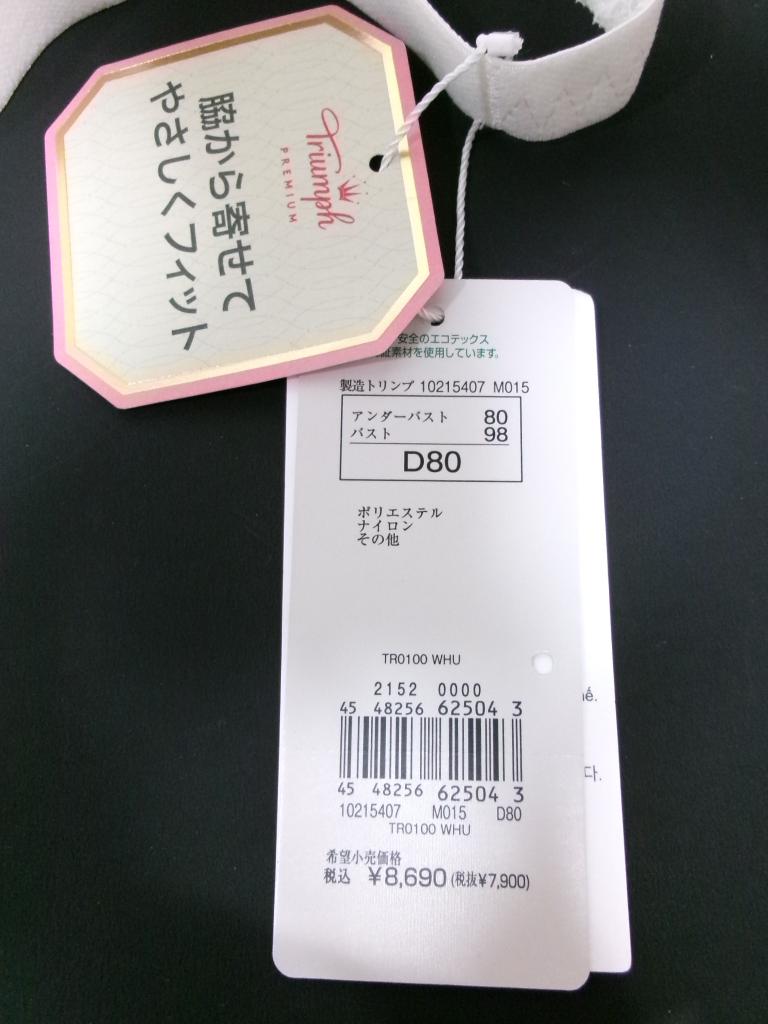 Triumph
PREMIUM
脇から寄せて
やさしくフィット
安全のエコテックス
素材を使用しています。
製造トリンプ 10215407 M015
アンダーバスト 80
バスト 98
D80
ポリエステル
ナイロン
その他
TR0100 WHU
2152 0000
45 48256 62504 3
45 48256 62504 3
10215407 M015 D80
TR0100 WHU
希望小売価格
税込 ¥8,690 (税抜¥7,900)